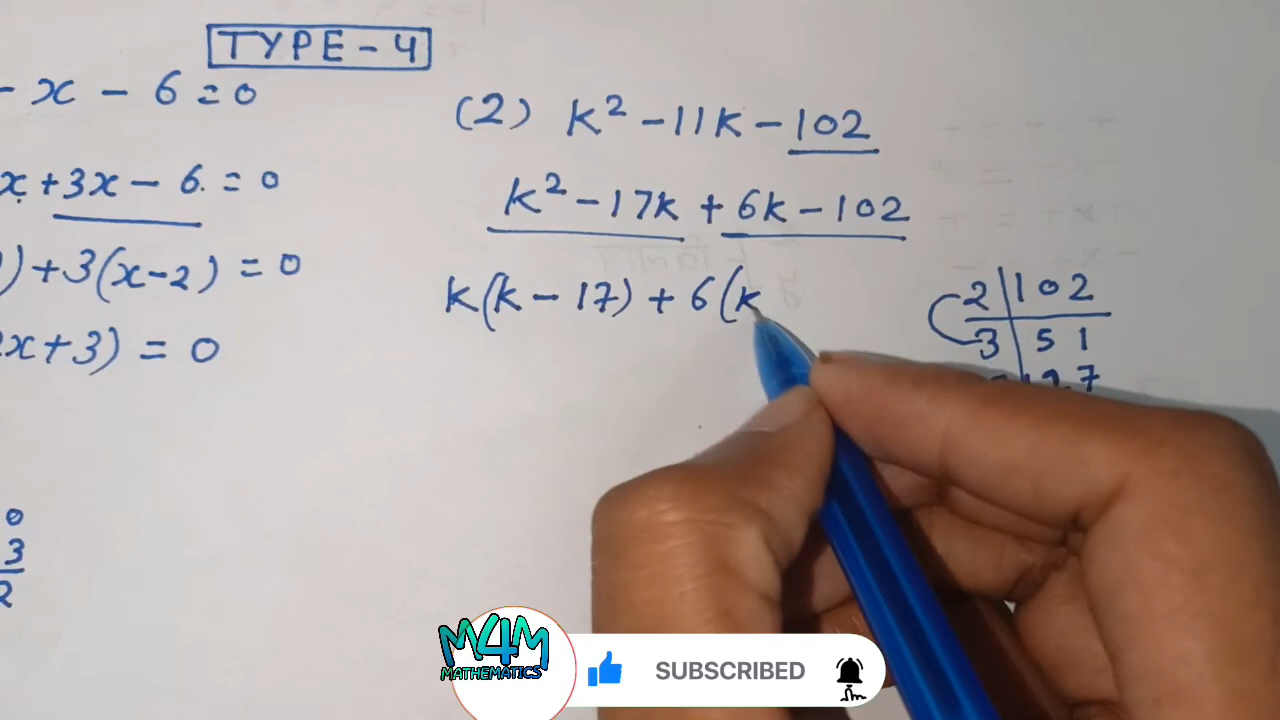 TYPE-4
- x - 6 = 0
x + 3x - 6. = 0
) + 3(x-2) = 0
x + 3) = 0
0
3
2
(2) k² - 11k - 102
k² - 17k + 6k - 102
k(k - 17) + 6(k
2 | 102
3 | 51
7
M4M
MATHEMATICS
SUBSCRIBED